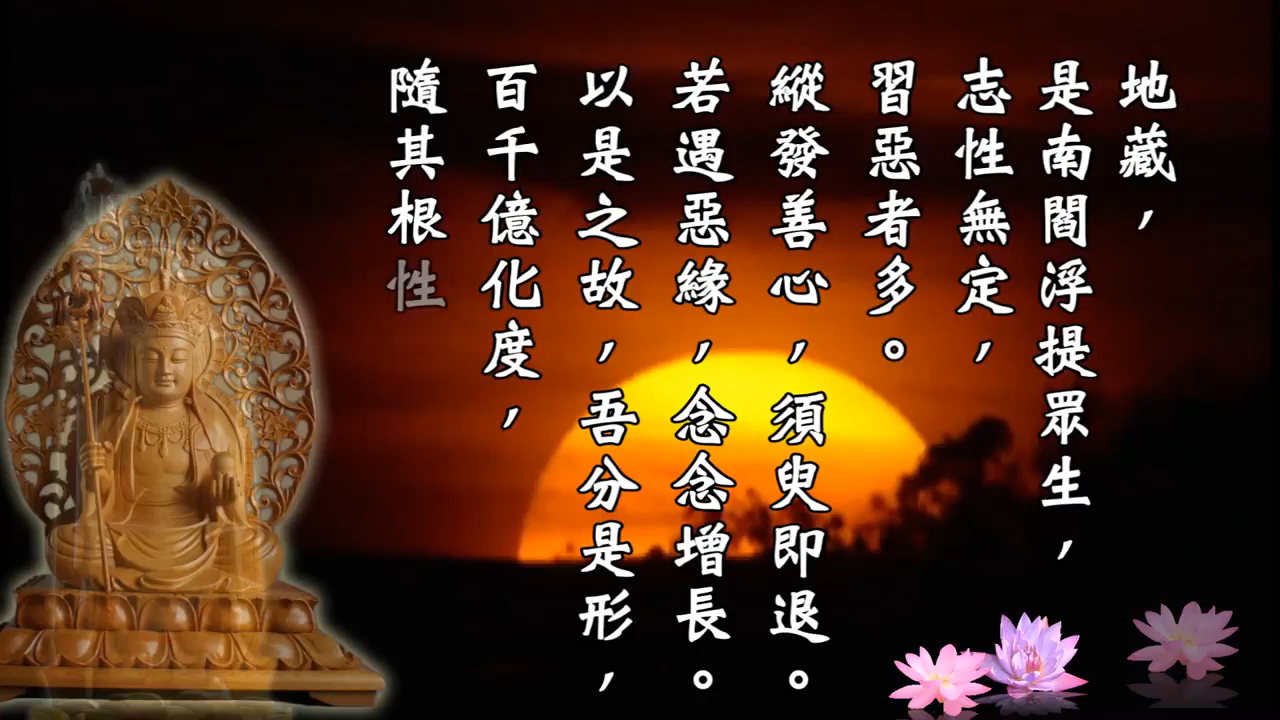 地藏，
是南閻浮提眾生，
志性無定，
習惡者多。
縱發善心，須臾即退。
若遇惡緣，念念增長。
以是之故，吾分是形，
百千億化度，
隨其根性